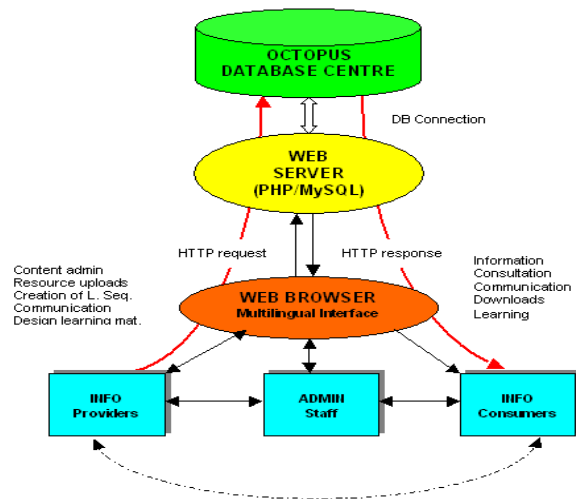 OCTOPUS
DATABASE CENTRE
DB Connection
WEB
SERVER
(PHP/MySQL)
HTTP request
HTTP response
Content admin
Resource uploads
Creation of L. Seq.
Communication
Design learning mat.
Information
Consultation
Communication
Downloads
Learning
WEB BROWSER
Multilingual Interface
INFO
Providers
ADMIN
Staff
INFO
Consumers